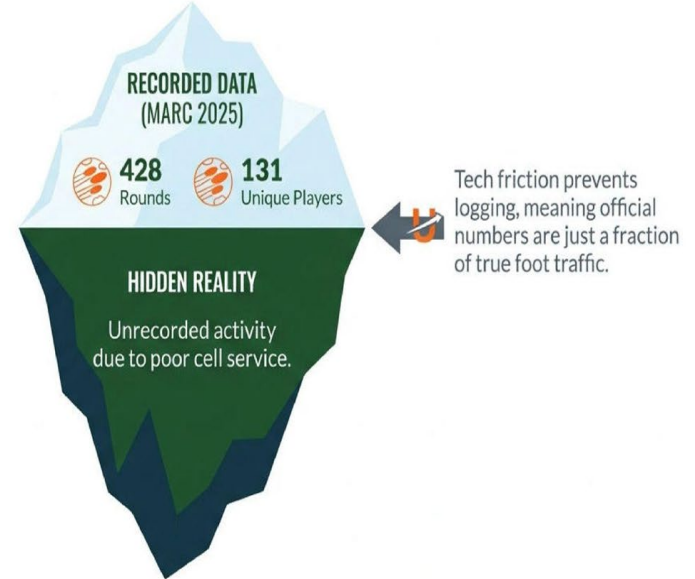 RECORDED DATA
(MARC 2025)
428
Rounds
131
Unique Players
Tech friction prevents
logging, meaning official
numbers are just a fraction
of true foot traffic.
HIDDEN REALITY
Unrecorded activity
due to poor cell service.